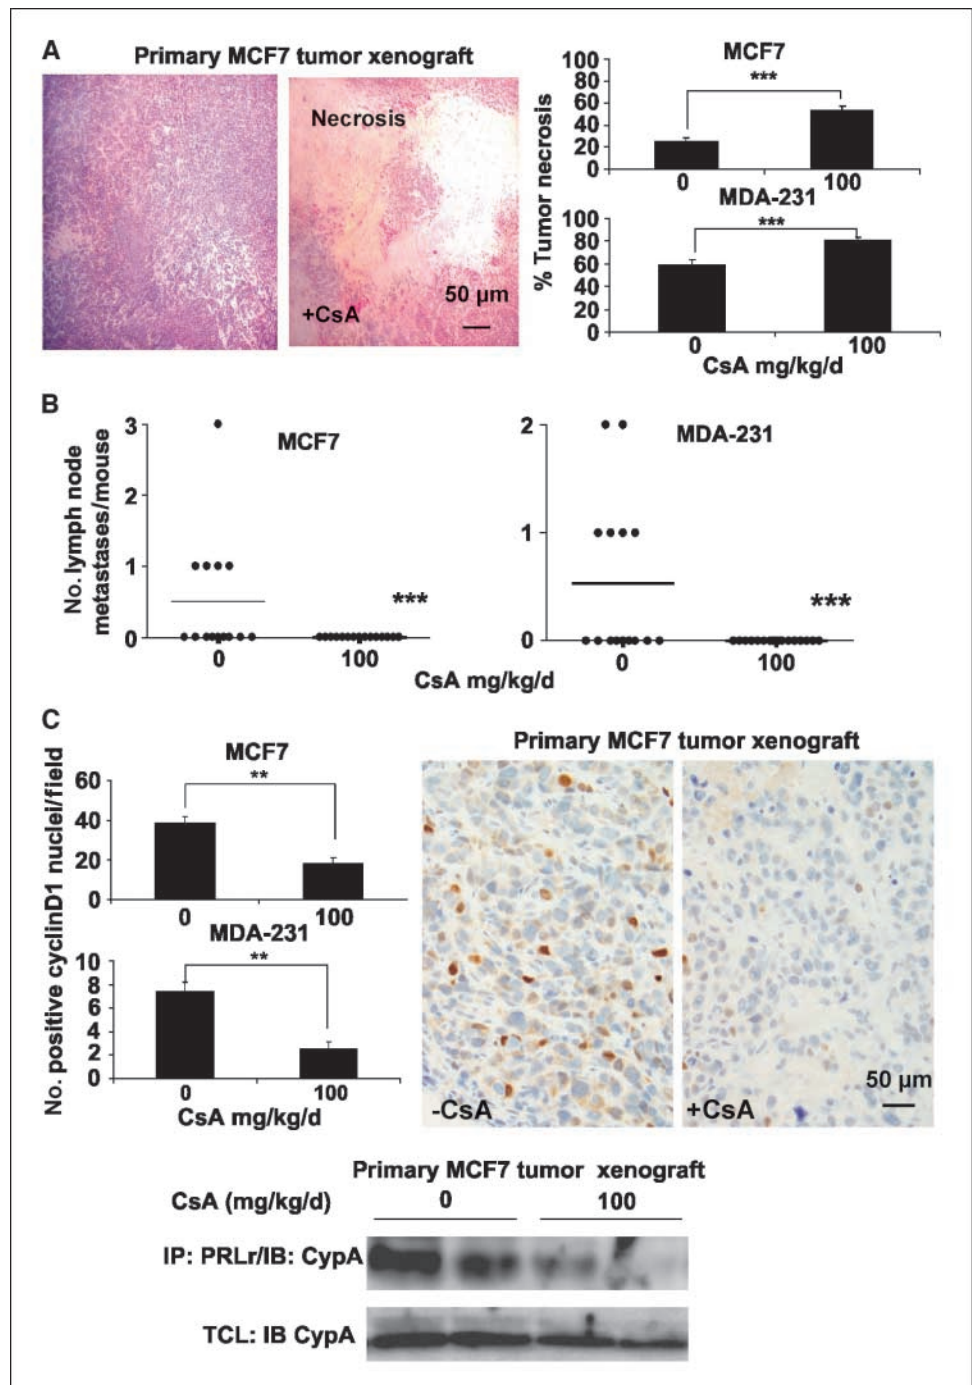 A
Primary MCF7 tumor xenograft
Necrosis
+CsA
50 µm
% Tumor necrosis
MCF7
***
100
80
60
40
20
0
0 100
MDA-231
***
100
80
60
40
20
0
0 100
CsA mg/kg/d
B
No. lymph node
metastases/mouse
MCF7
3
2
1
0
***
0 100
MDA-231
2
1
0
***
0 100
CsA mg/kg/d
C
No. positive cyclinD1 nuclei/field
MCF7
**
60
40
20
0
0 100
MDA-231
**
10
8
6
4
2
0
0 100
CsA mg/kg/d
Primary MCF7 tumor xenograft
-CsA
+CsA
50 µm
Primary MCF7 tumor xenograft
CsA (mg/kg/d) 0 100
IP: PRLr/IB: CypA
TCL: IB CypA